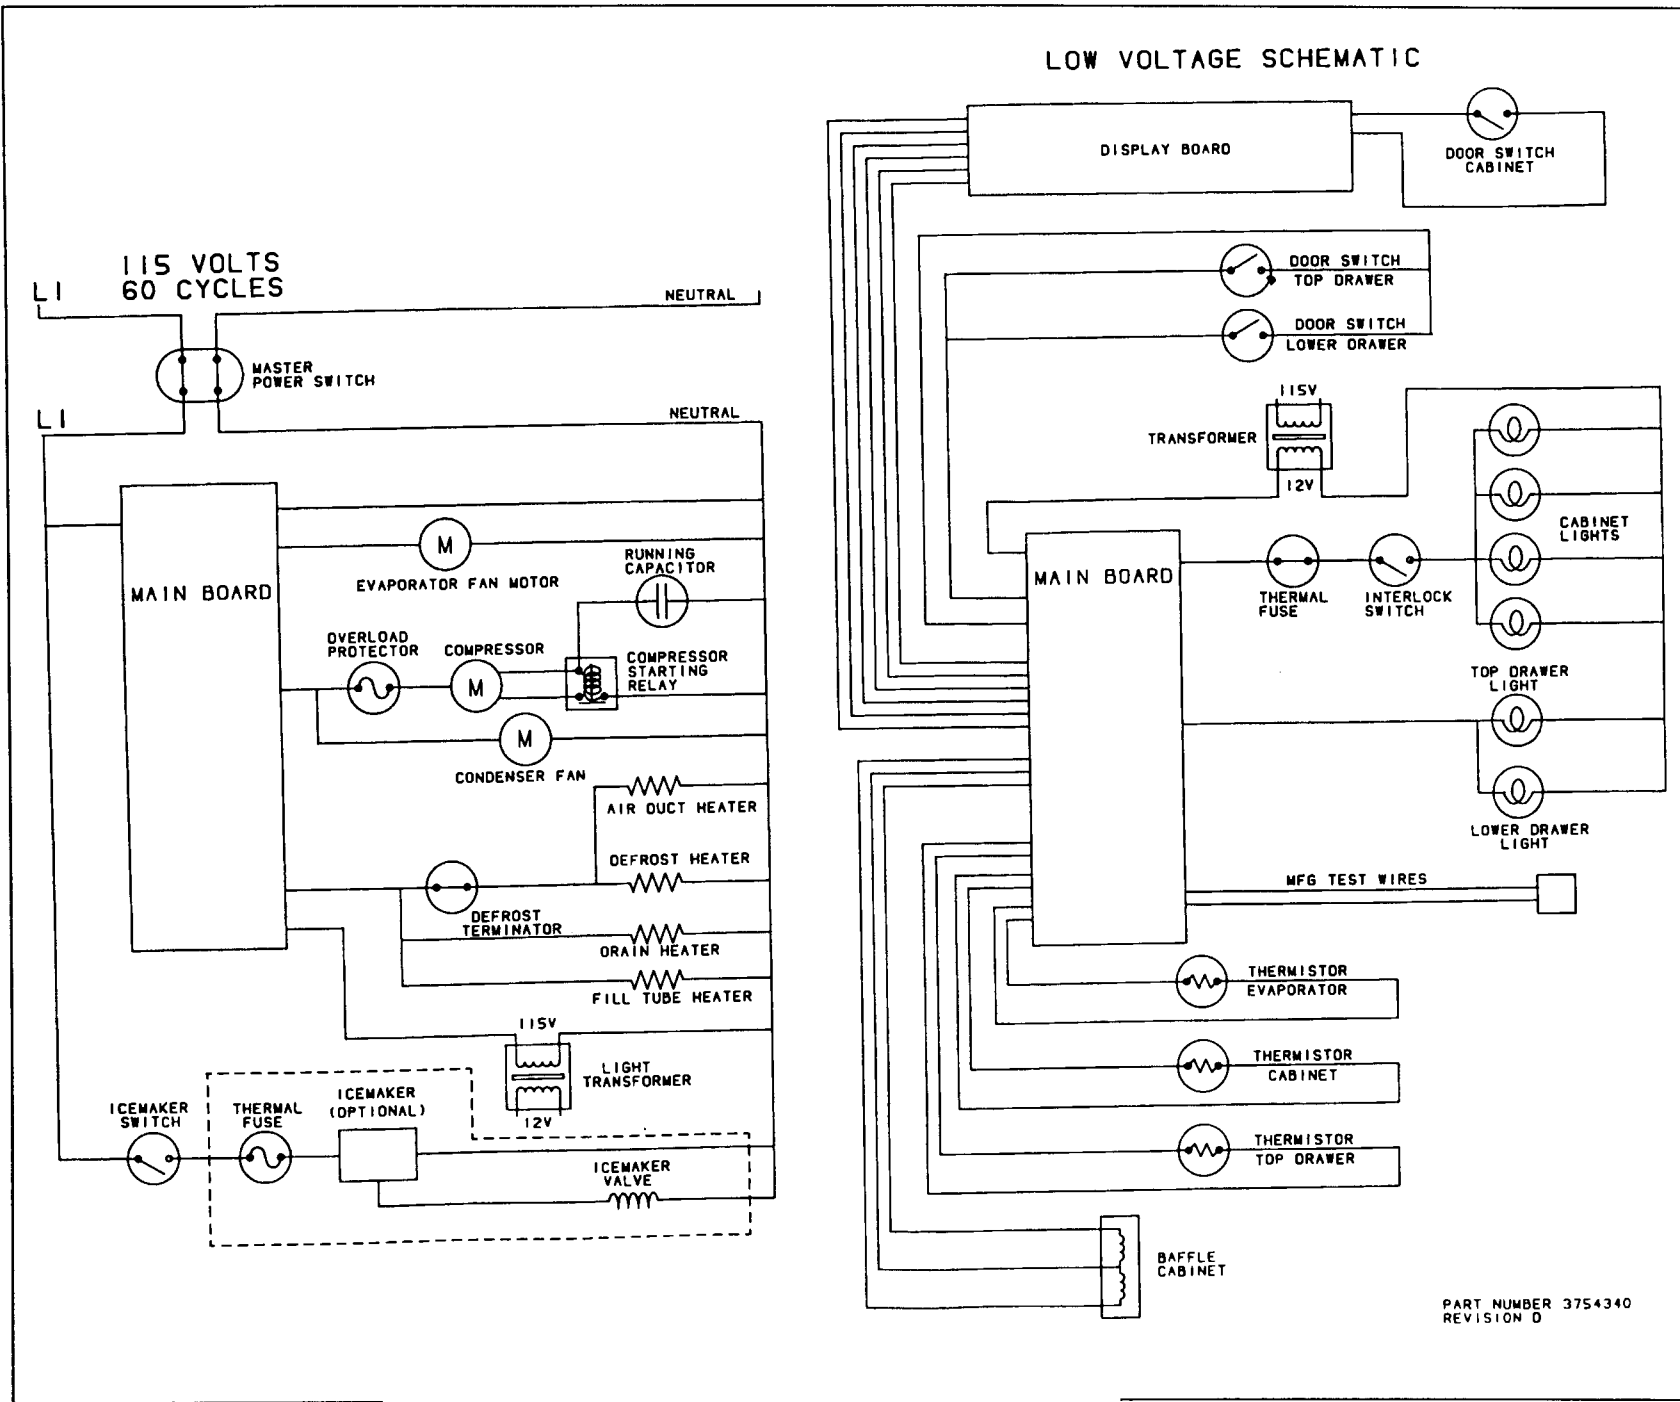 LOW VOLTAGE SCHEMATIC
DISPLAY BOARD
DOOR SWITCH
CABINET
115 VOLTS
60 CYCLES
L1
NEUTRAL
MASTER
POWER SWITCH
L1
NEUTRAL
MAIN BOARD
M
EVAPORATOR FAN MOTOR
RUNNING
CAPACITOR
OVERLOAD
PROTECTOR
COMPRESSOR
M
COMPRESSOR
STARTING
RELAY
M
CONDENSER FAN
AIR DUCT HEATER
DEFROST HEATER
DEFROST
TERMINATOR
DRAIN HEATER
FILL TUBE HEATER
115V
LIGHT
TRANSFORMER
12V
ICEMAKER
SWITCH
THERMAL
FUSE
ICEMAKER
(OPTIONAL)
ICEMAKER
VALVE
DOOR SWITCH
TOP DRAWER
DOOR SWITCH
LOWER DRAWER
115V
TRANSFORMER
12V
CABINET
LIGHTS
MAIN BOARD
THERMAL
FUSE
INTERLOCK
SWITCH
TOP DRAWER
LIGHT
LOWER DRAWER
LIGHT
MFG TEST WIRES
THERMISTOR
EVAPORATOR
THERMISTOR
CABINET
THERMISTOR
TOP DRAWER
BAFFLE
CABINET
PART NUMBER 3754340
REVISION D